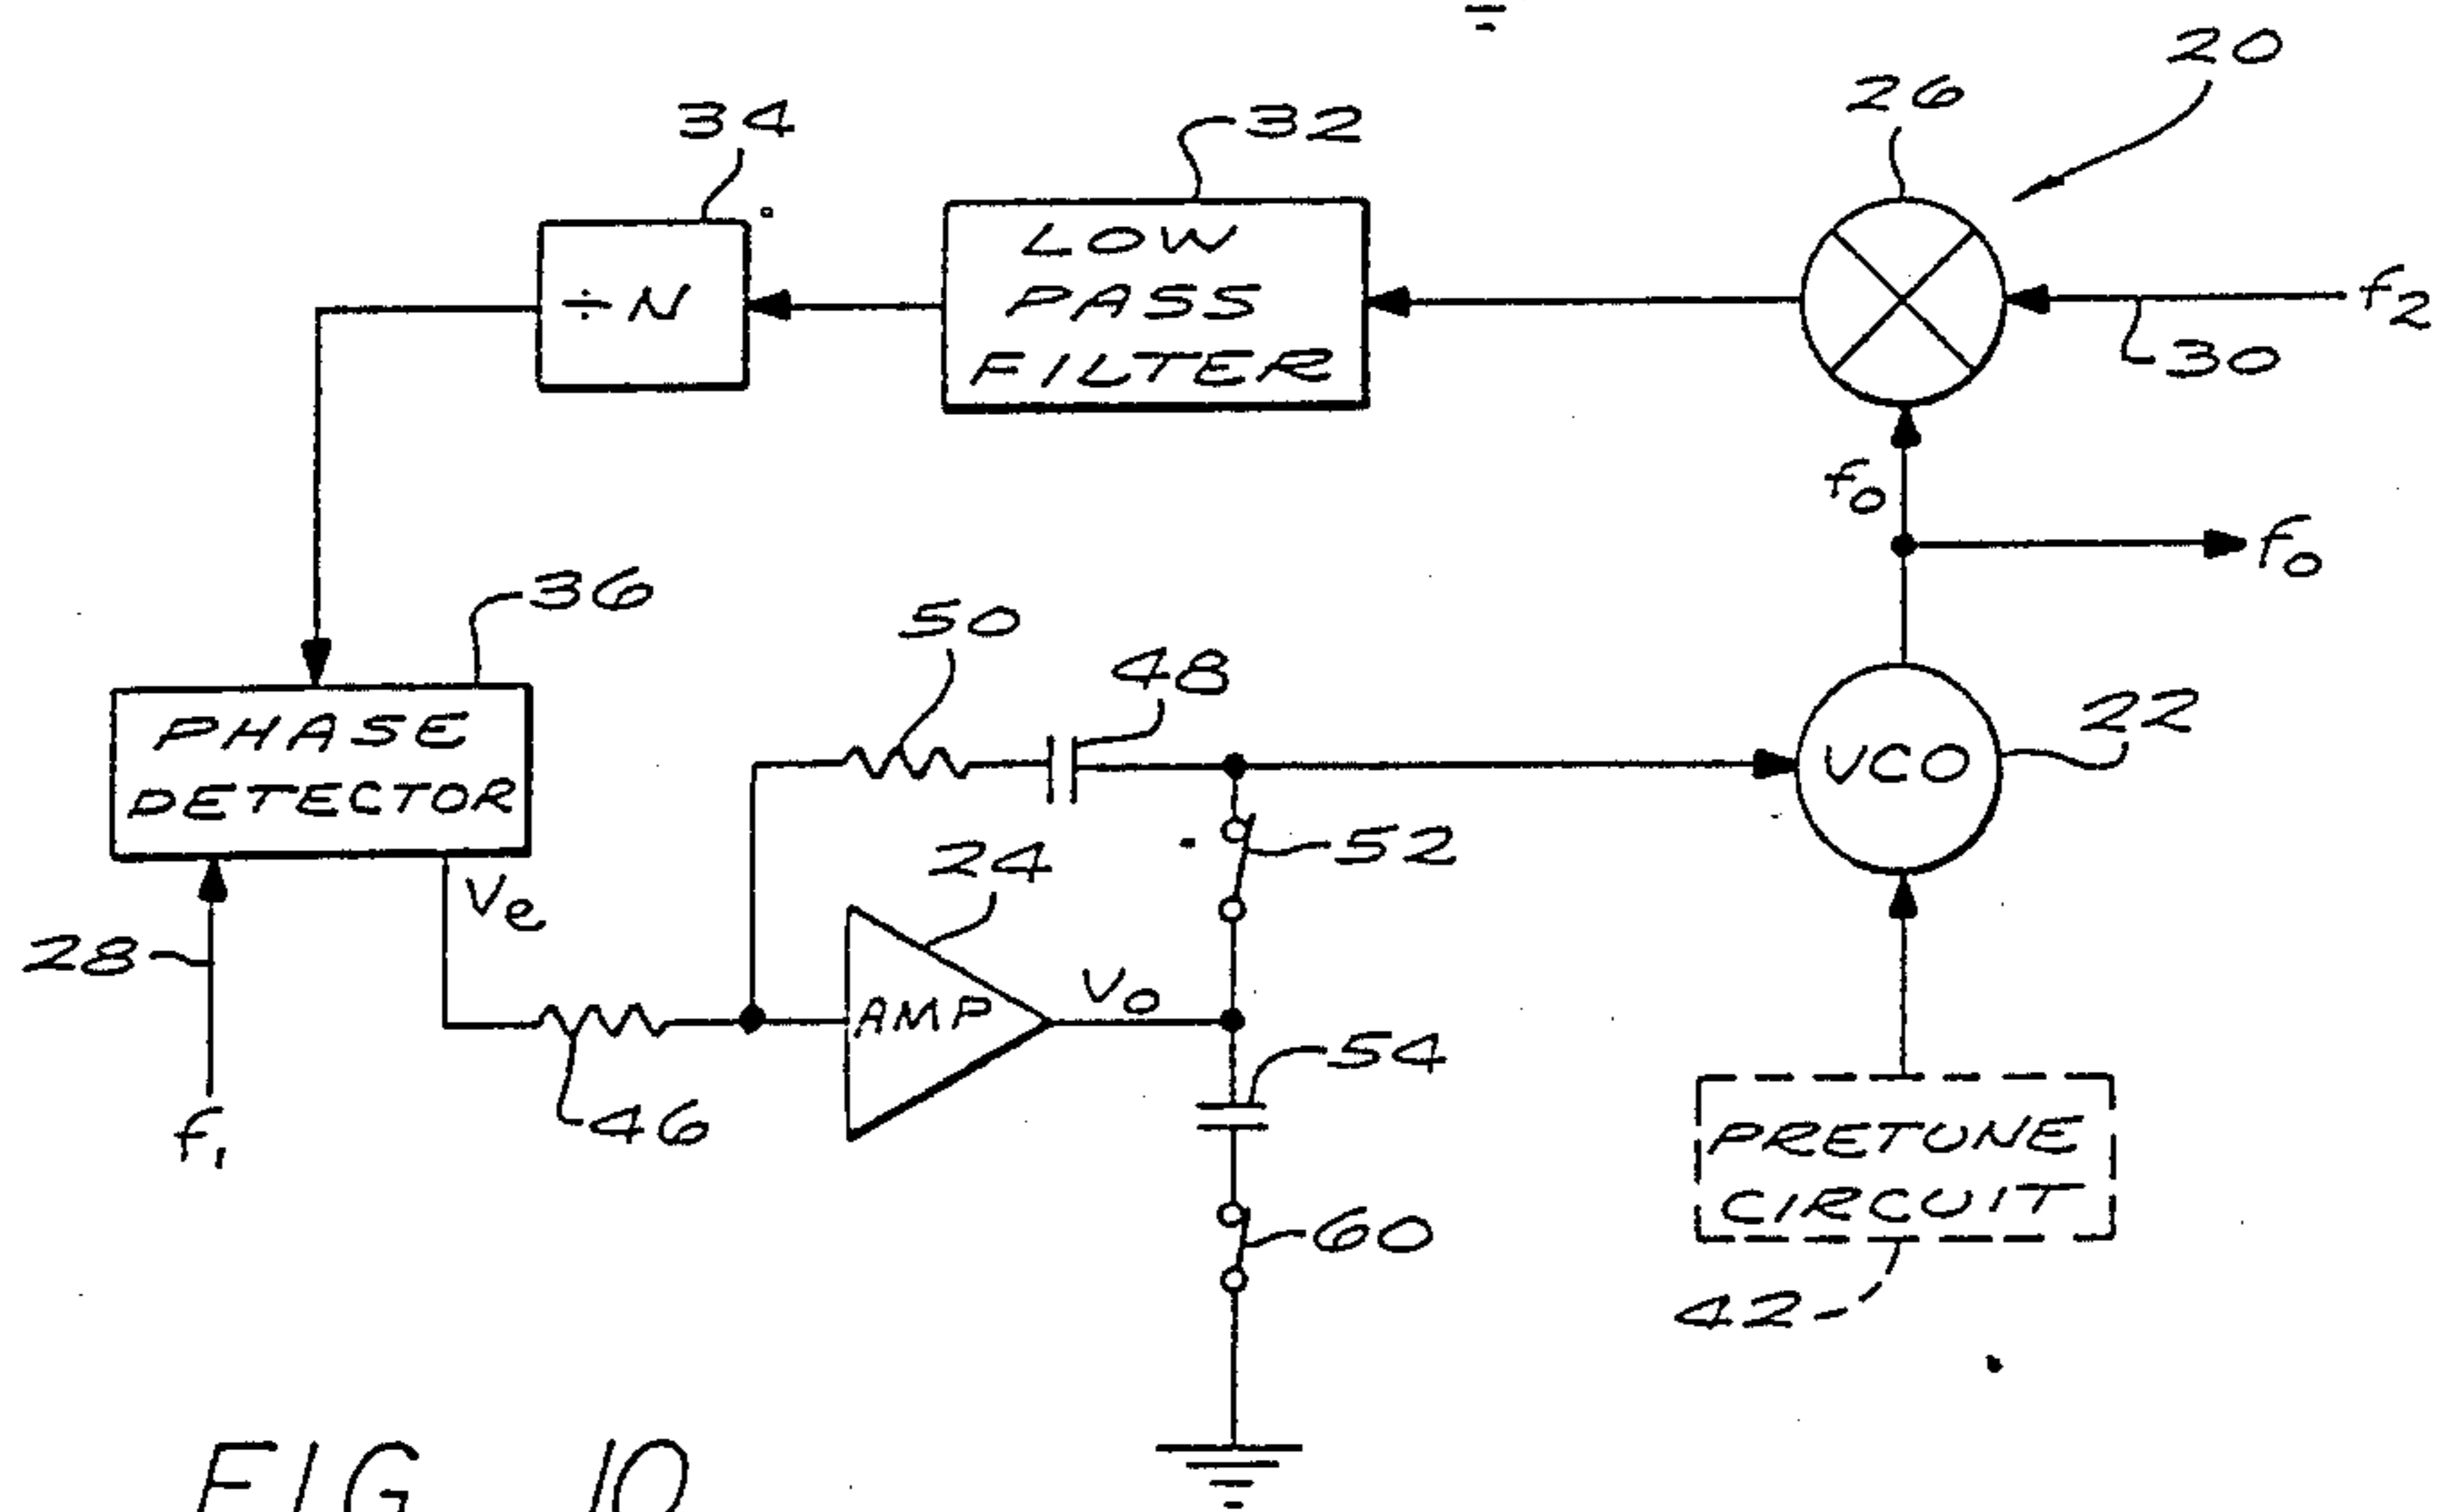 20
26
34
32
LOW
PASS
FILTER
÷N
f2
30
f0
f0
36
50
48
PHASE
DETECTOR
VCO
22
52
24
Ve
28
AMP
V0
54
46
f1
PRETUNE
CIRCUIT
60
42
FIG 10